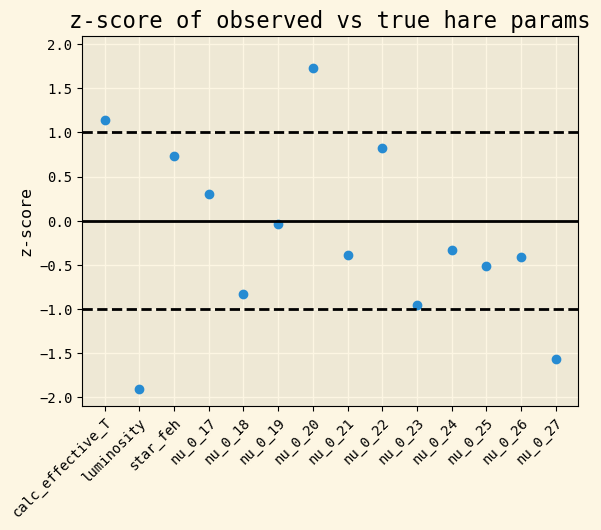 z-score of observed vs true hare params
z-score
2.0
1.5
1.0
0.5
0.0
−0.5
−1.0
−1.5
−2.0
calc_effective_T
luminosity
star_feh
nu_0_17
nu_0_18
nu_0_19
nu_0_20
nu_0_21
nu_0_22
nu_0_23
nu_0_24
nu_0_25
nu_0_26
nu_0_27